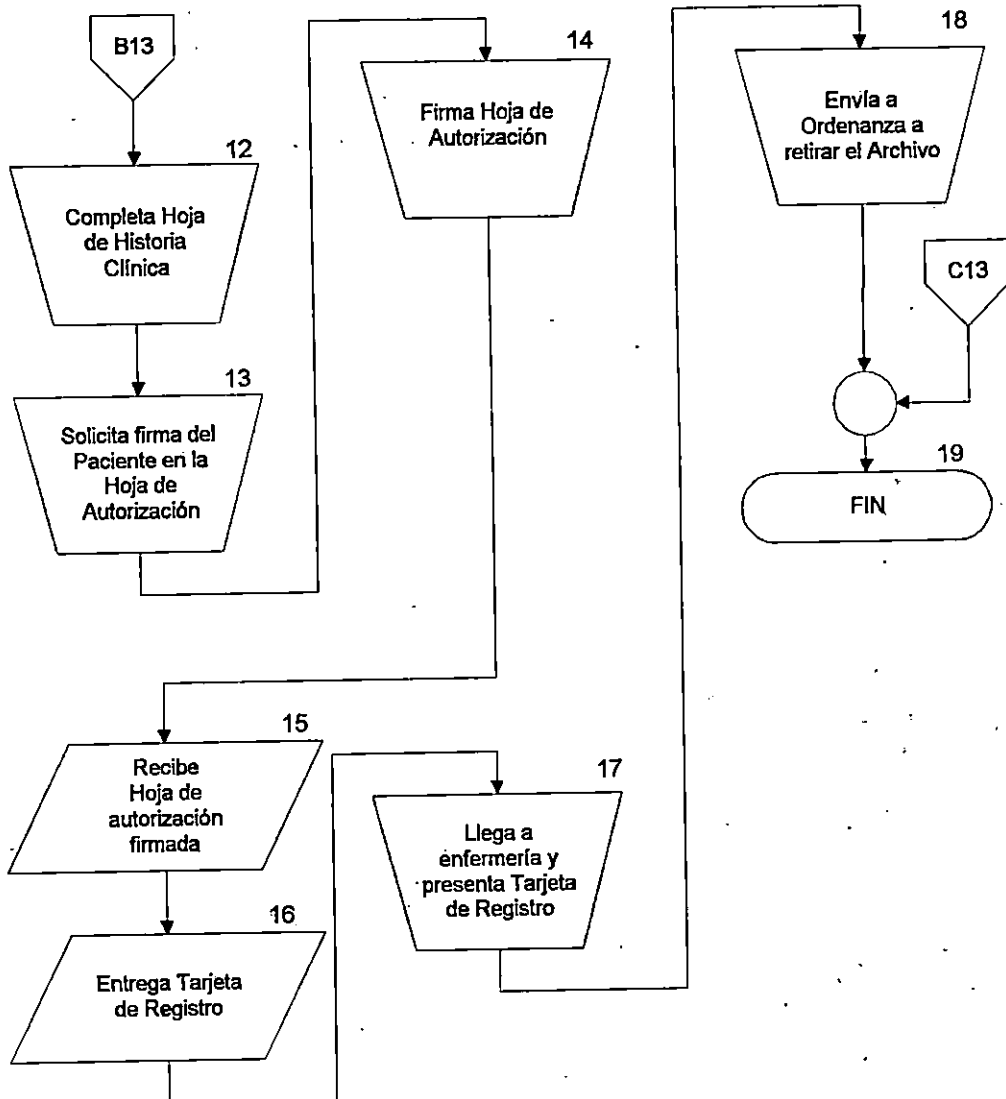 B13
12
Completa Hoja
de Historia
Clínica
13
Solicita firma del
Paciente en la
Hoja de
Autorización
14
Firma Hoja de
Autorización
15
Recibe
Hoja de
autorización
firmada
16
Entrega Tarjeta
de Registro
17
Llega a
enfermería y
presenta Tarjeta
de Registro
18
Envía a
Ordenanza a
retirar el Archivo
C13
19
FIN